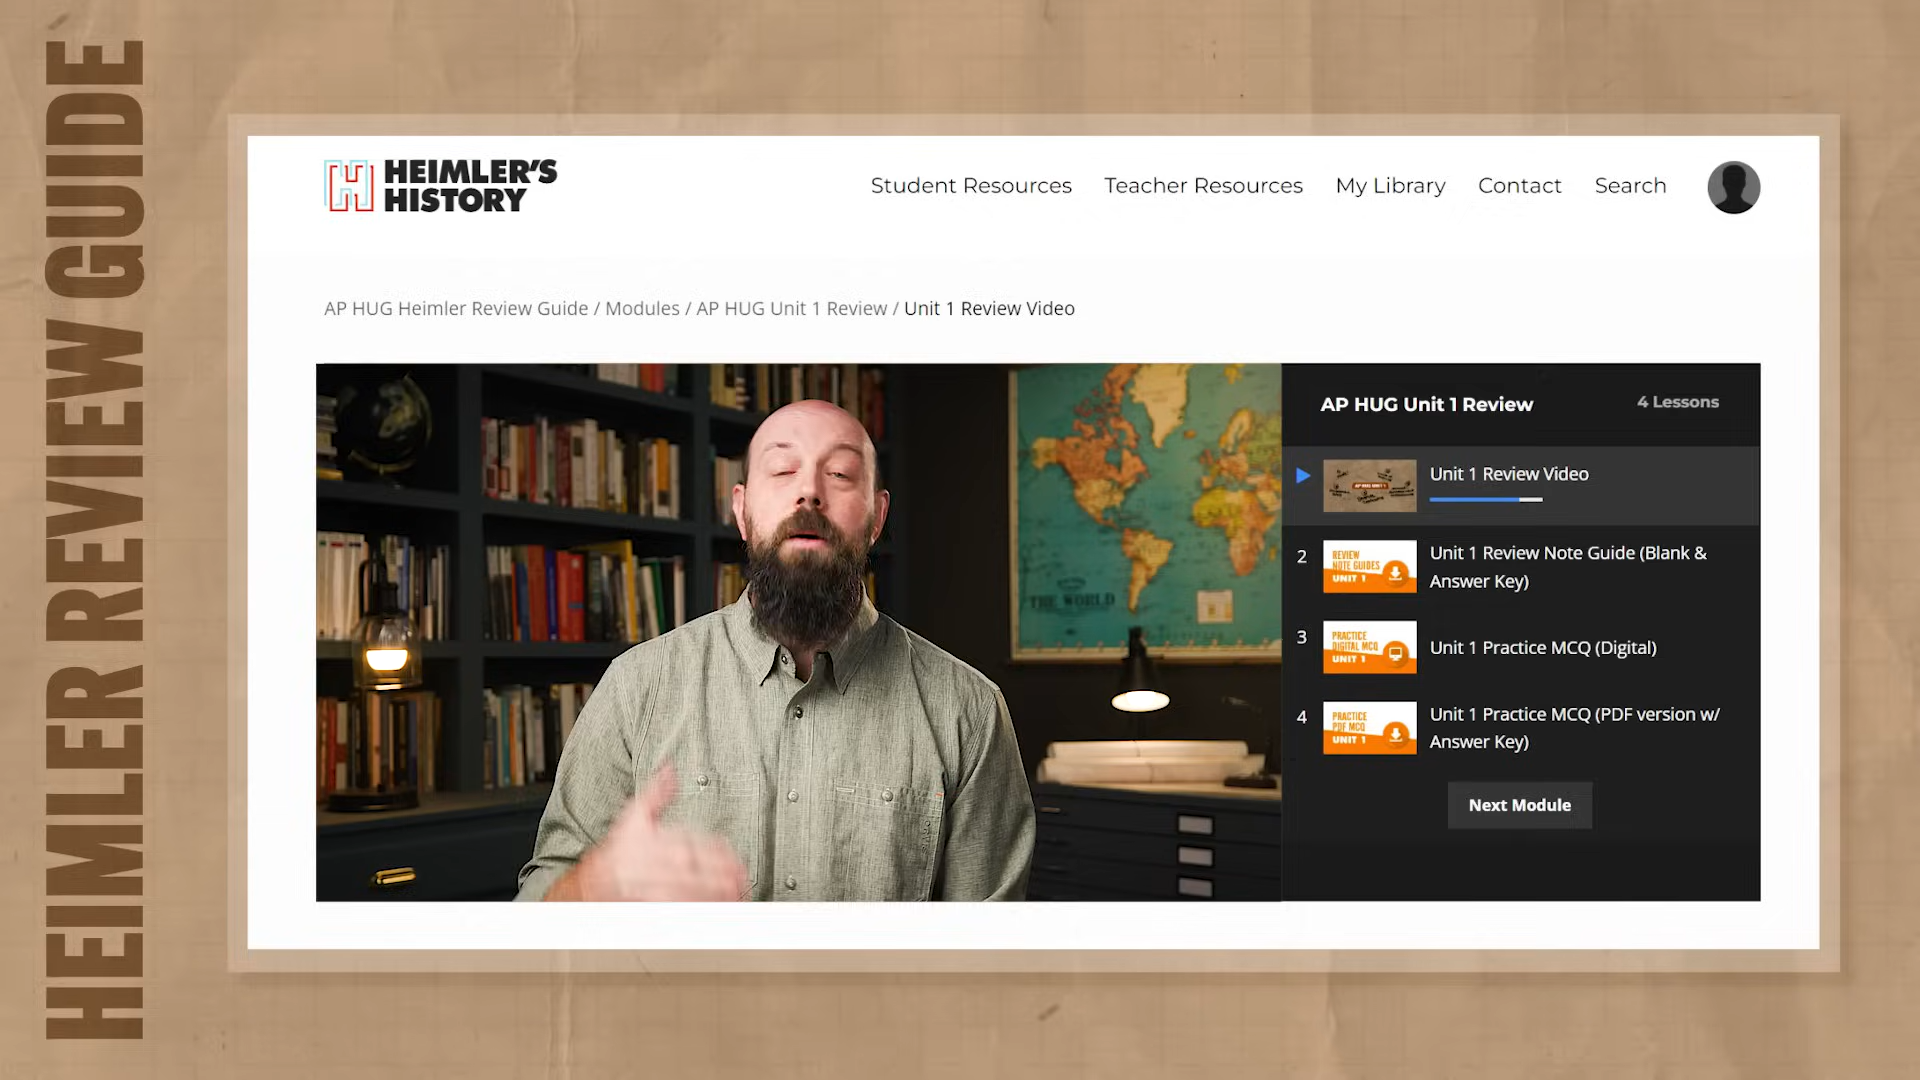 HEIMLER REVIEW GUIDE
HEIMLER'S
HISTORY
Student Resources
Teacher Resources
My Library
Contact
Search
AP HUG Heimler Review Guide / Modules / AP HUG Unit 1 Review / Unit 1 Review Video
THE WORLD
AP HUG Unit 1 Review
4 Lessons
AP HUG UNIT 1
Unit 1 Review Video
2
REVIEW
NOTE GUIDES
UNIT 1
Unit 1 Review Note Guide (Blank &
Answer Key)
3
PRACTICE
DIGITAL MCQ
UNIT 1
Unit 1 Practice MCQ (Digital)
4
PRACTICE
PDF MCQ
UNIT 1
Unit 1 Practice MCQ (PDF version w/
Answer Key)
Next Module